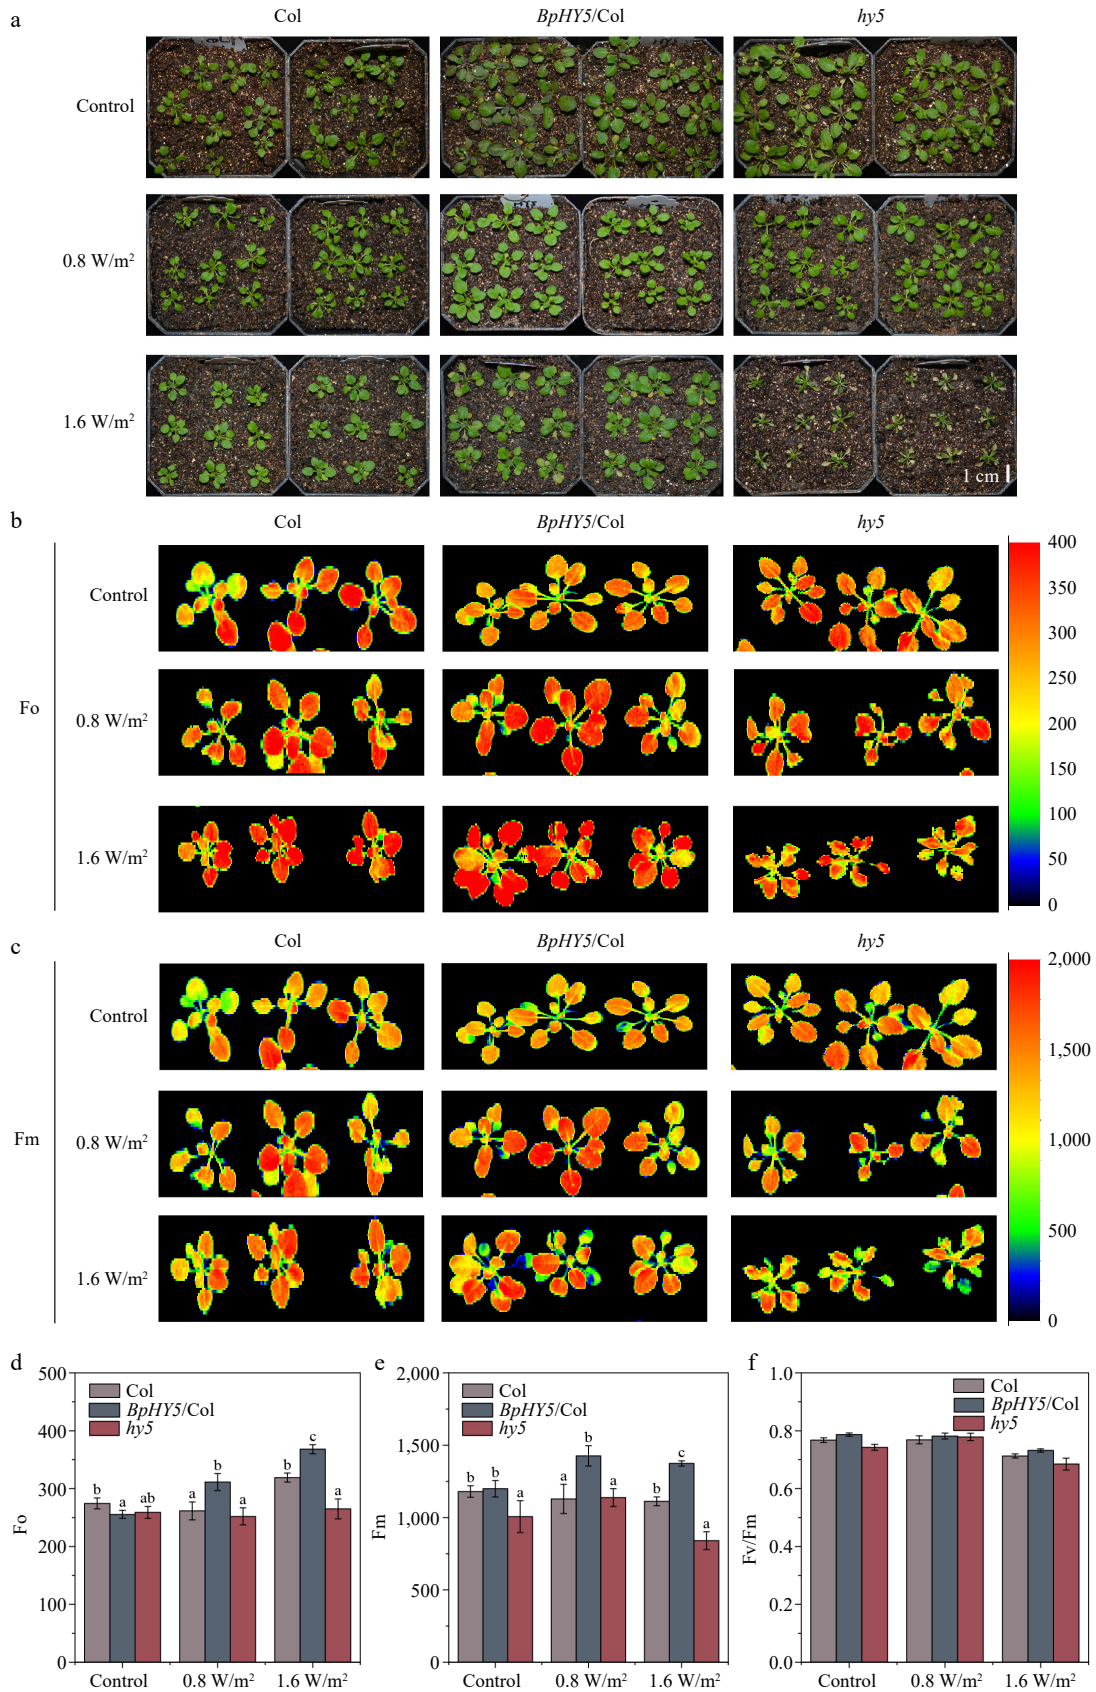 a
Col BpHY5/Col hy5
Control
0.8 W/m²
1.6 W/m²
1 cm
b
Col BpHY5/Col hy5
Fo
Control
0.8 W/m²
1.6 W/m²
400
350
300
250
200
150
100
50
0
c
Col BpHY5/Col hy5
Fm
Control
0.8 W/m²
1.6 W/m²
2,000
1,500
1,000
500
0
d
Fo
500
400
300
200
100
0
Col
BpHY5/Col
hy5
b a ab
a b a
b c a
Control 0.8 W/m² 1.6 W/m²
e
Fm
2,000
1,500
1,000
500
0
Col
BpHY5/Col
hy5
b b a
a b a
b c a
Control 0.8 W/m² 1.6 W/m²
f
Fv/Fm
1.0
0.8
0.6
0.4
0.2
0.0
Col
BpHY5/Col
hy5
Control 0.8 W/m² 1.6 W/m²